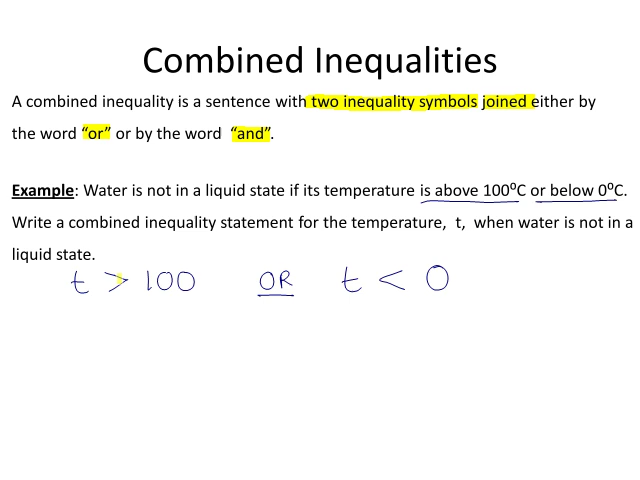 Combined Inequalities
A combined inequality is a sentence with two inequality symbols joined either by
the word “or” or by the word “and”.
Example: Water is not in a liquid state if its temperature is above 100⁰C or below 0⁰C.
Write a combined inequality statement for the temperature, t, when water is not in a
liquid state.
t > 100 OR t < 0